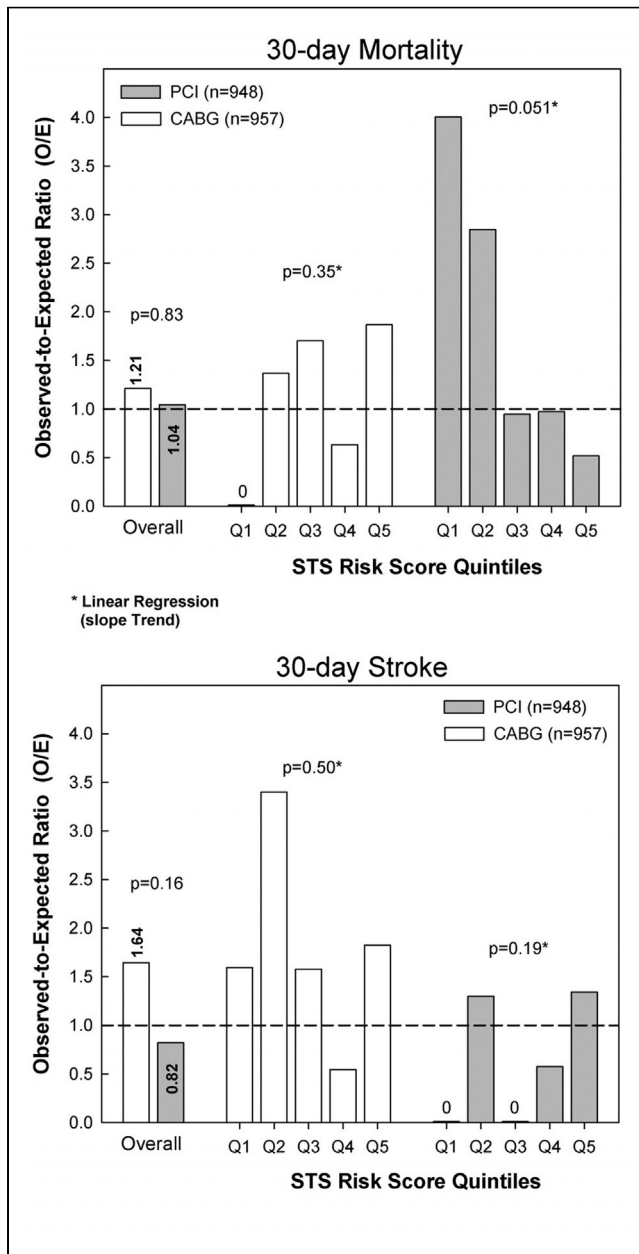 30-day Mortality
Observed-to-Expected Ratio (O/E)
4.0
3.5
3.0
2.5
2.0
1.5
1.0
0.5
0.0
PCI (n=948)
CABG (n=957)
p=0.83
p=0.35*
p=0.051*
1.21
1.04
0
Overall
Q1 Q2 Q3 Q4 Q5
Q1 Q2 Q3 Q4 Q5
STS Risk Score Quintiles
* Linear Regression
(slope Trend)
30-day Stroke
Observed-to-Expected Ratio (O/E)
4.0
3.5
3.0
2.5
2.0
1.5
1.0
0.5
0.0
PCI (n=948)
CABG (n=957)
p=0.16
p=0.50*
p=0.19*
1.64
0.82
0
0
Overall
Q1 Q2 Q3 Q4 Q5
Q1 Q2 Q3 Q4 Q5
STS Risk Score Quintiles